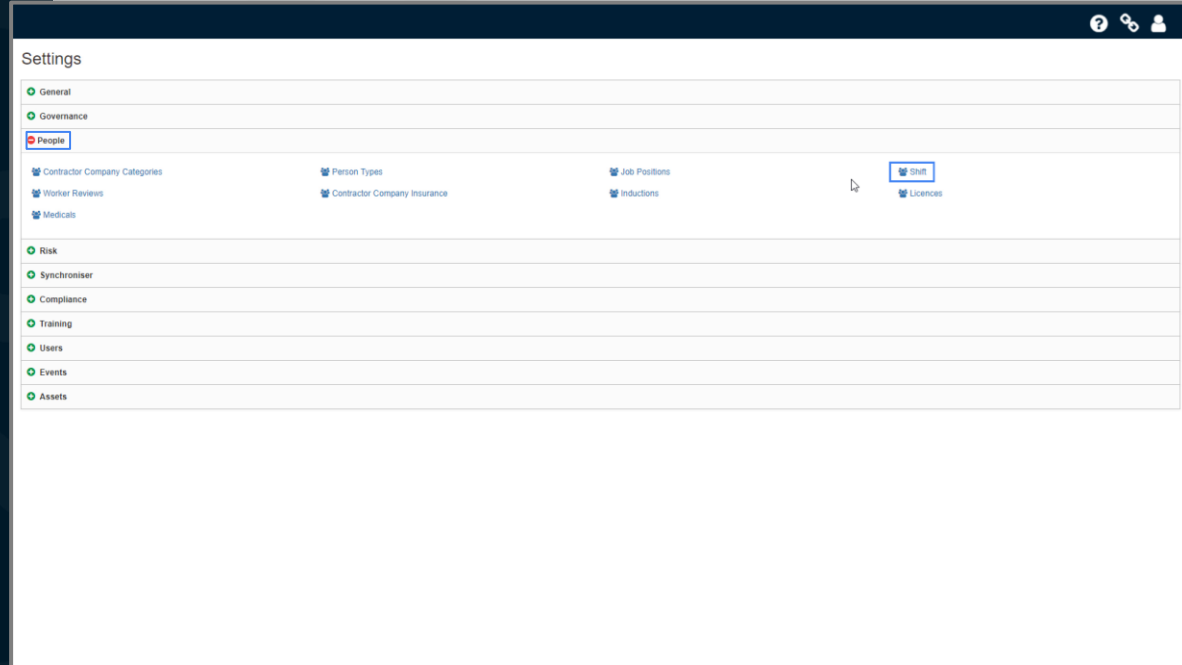 Settings
General
Governance
People
Contractor Company Categories Person Types Job Positions Shift
Worker Reviews Contractor Company Insurance Inductions Licences
Medicals
Risk
Synchroniser
Compliance
Training
Users
Events
Assets